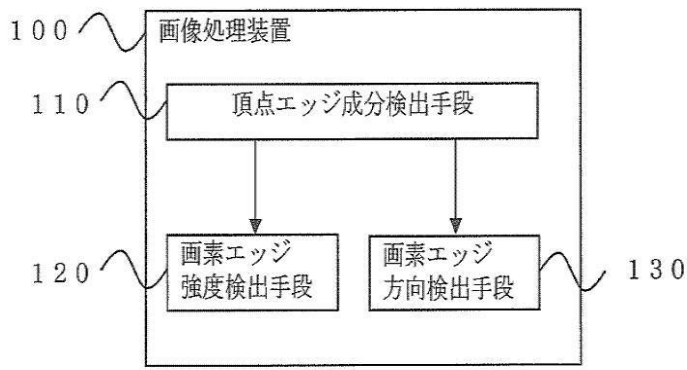 １００
画像処理装置
１１０
頂点エッジ成分検出手段
１２０
画素エッジ
強度検出手段
画素エッジ
方向検出手段
１３０